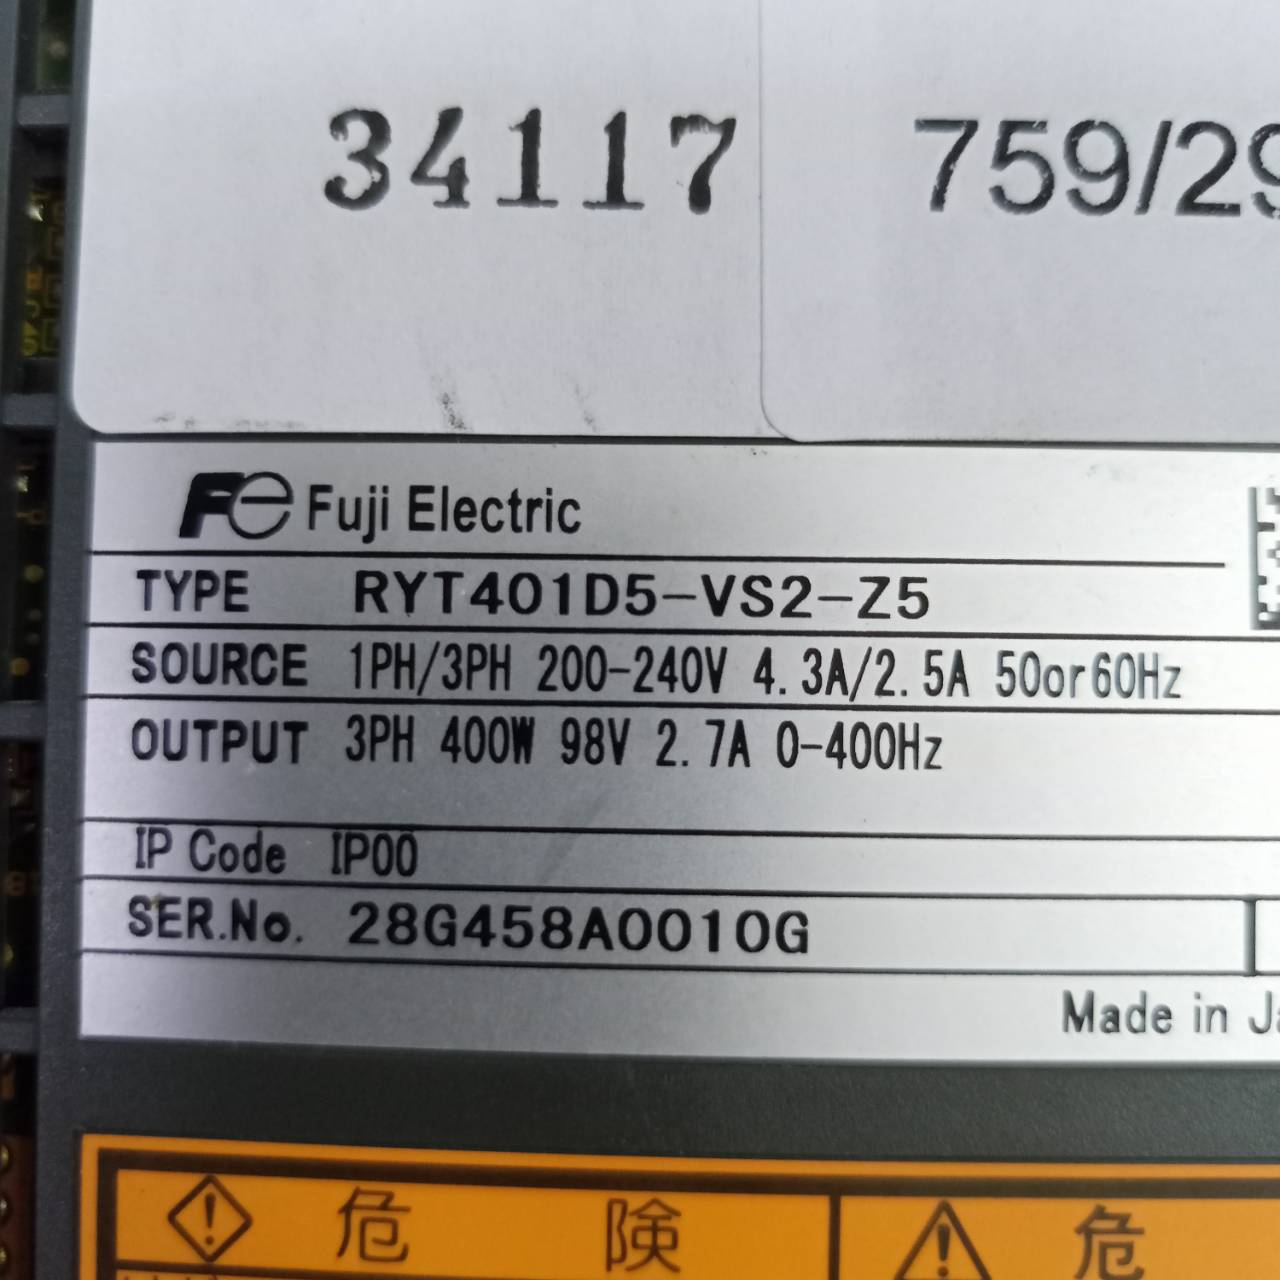 34117
759/29
Fe Fuji Electric
TYPE RYT401D5-VS2-Z5
SOURCE 1PH/3PH 200-240V 4.3A/2.5A 50or60Hz
OUTPUT 3PH 400W 98V 2.7A 0-400Hz
IP Code IP00
SER.No. 28G458A0010G
Made in
危険
危